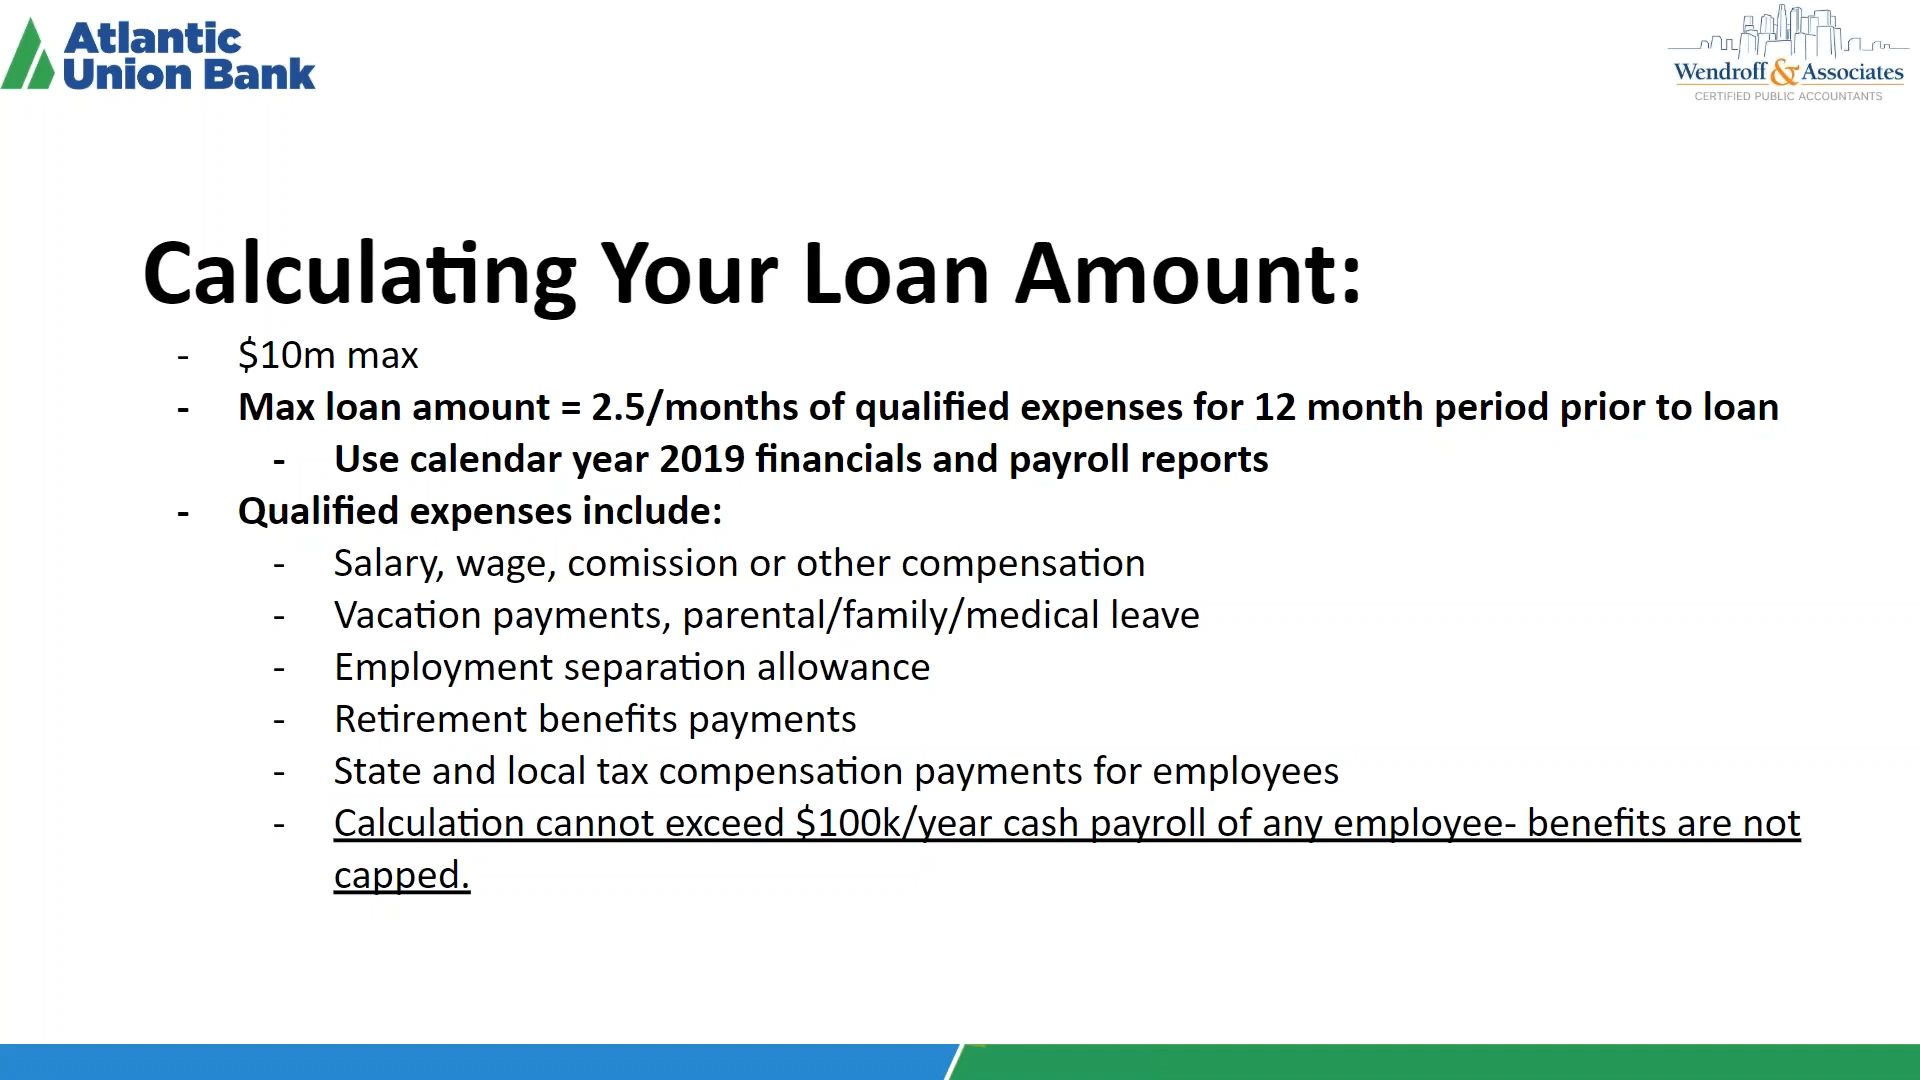 Atlantic
Union Bank
Wendroff & Associates
CERTIFIED PUBLIC ACCOUNTANTS
Calculating Your Loan Amount:
- $10m max
- Max loan amount = 2.5/months of qualified expenses for 12 month period prior to loan
- Use calendar year 2019 financials and payroll reports
- Qualified expenses include:
- Salary, wage, comission or other compensation
- Vacation payments, parental/family/medical leave
- Employment separation allowance
- Retirement benefits payments
- State and local tax compensation payments for employees
- Calculation cannot exceed $100k/year cash payroll of any employee- benefits are not
capped.